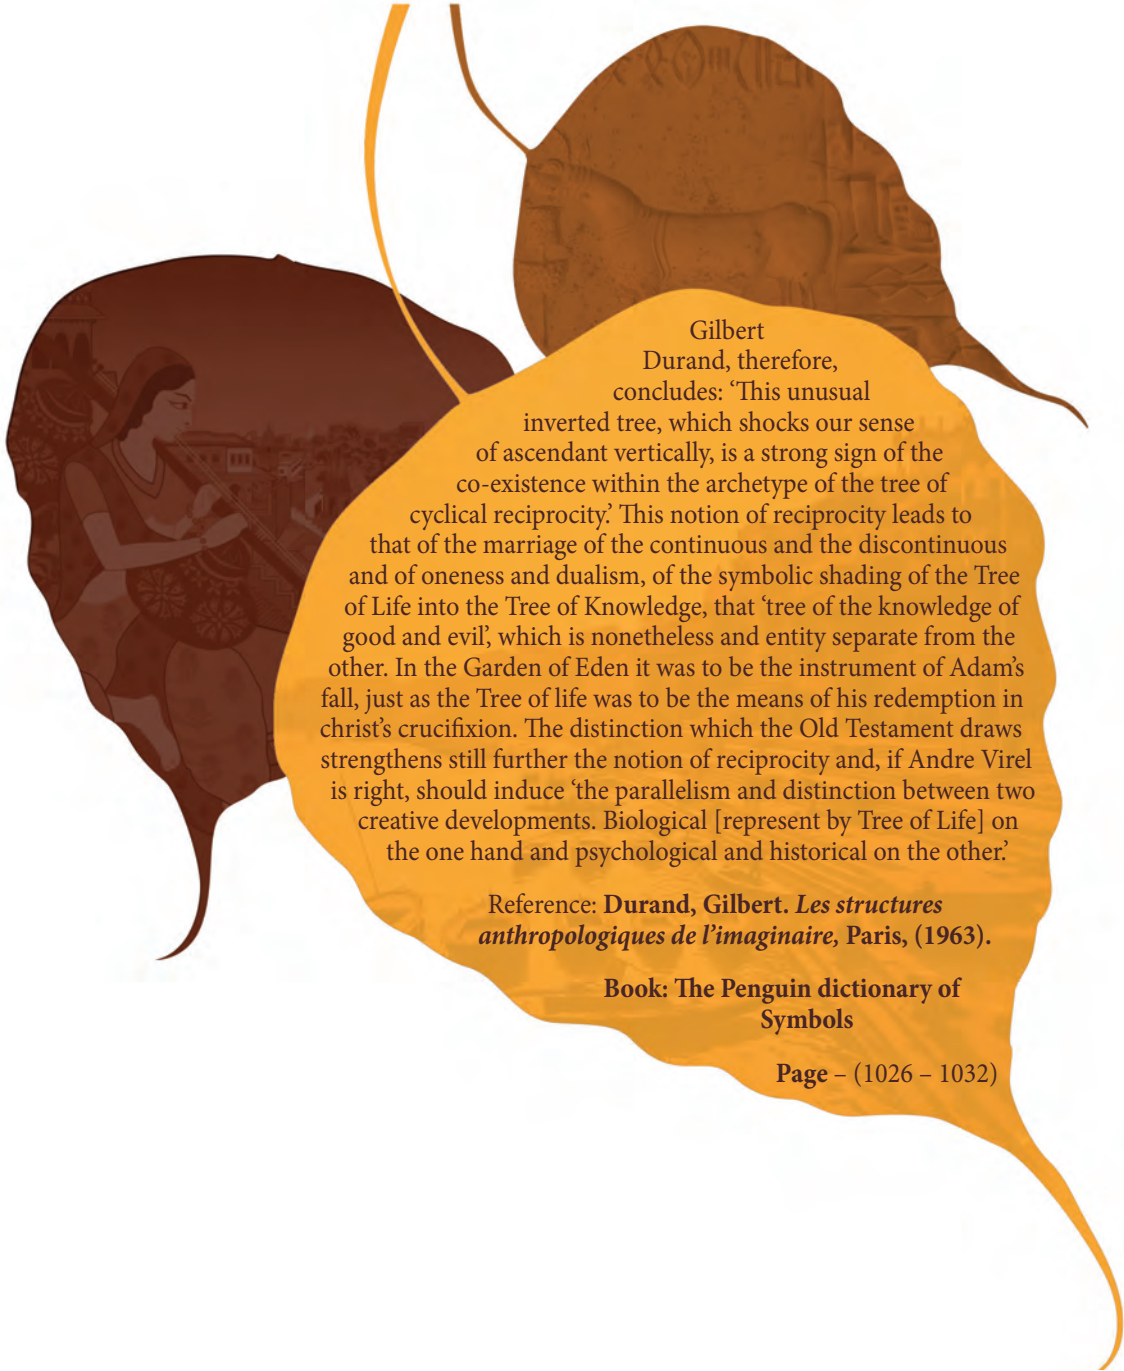 Gilbert
Durand, therefore,
concludes: ‘This unusual
inverted tree, which shocks our sense
of ascendant vertically, is a strong sign of the
co-existence within the archetype of the tree of
cyclical reciprocity.’ This notion of reciprocity leads to
that of the marriage of the continuous and the discontinuous
and of oneness and dualism, of the symbolic shading of the Tree
of Life into the Tree of Knowledge, that ‘tree of the knowledge of
good and evil’, which is nonetheless and entity separate from the
other. In the Garden of Eden it was to be the instrument of Adam’s
fall, just as the Tree of life was to be the means of his redemption in
christ’s crucifixion. The distinction which the Old Testament draws
strengthens still further the notion of reciprocity and, if Andre Virel
is right, should induce ‘the parallelism and distinction between two
creative developments. Biological [represent by Tree of Life] on
the one hand and psychological and historical on the other.’
Reference: Durand, Gilbert. Les structures
anthropologiques de l’imaginaire, Paris, (1963).
Book: The Penguin dictionary of
Symbols
Page – (1026 – 1032)